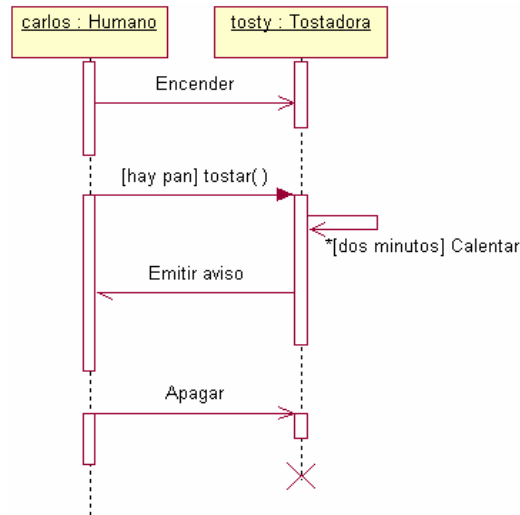 carlos : Humano
tosty : Tostadora
Encender
[hay pan] tostar( )
*[dos minutos] Calentar
Emitir aviso
Apagar